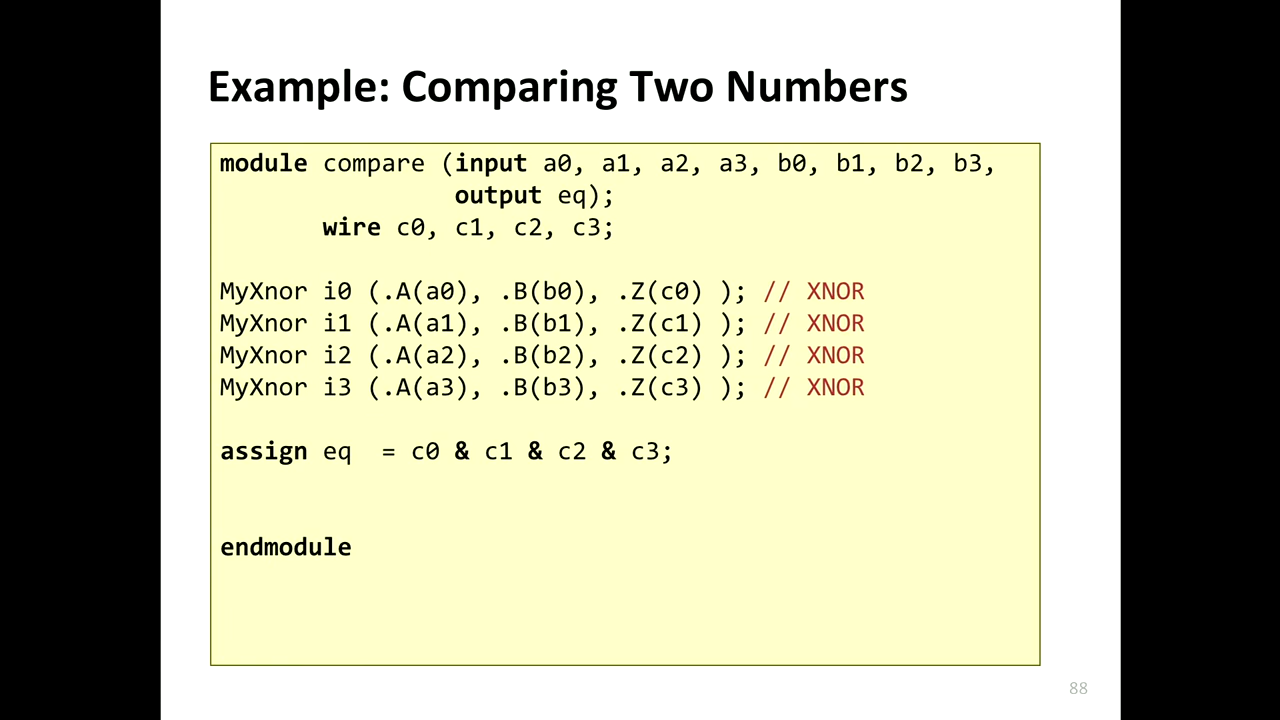 Example: Comparing Two Numbers
module compare (input a0, a1, a2, a3, b0, b1, b2, b3,
output eq);
wire c0, c1, c2, c3;
MyXnor i0 (.A(a0), .B(b0), .Z(c0) ); // XNOR
MyXnor i1 (.A(a1), .B(b1), .Z(c1) ); // XNOR
MyXnor i2 (.A(a2), .B(b2), .Z(c2) ); // XNOR
MyXnor i3 (.A(a3), .B(b3), .Z(c3) ); // XNOR
assign eq  = c0 & c1 & c2 & c3;
endmodule
88